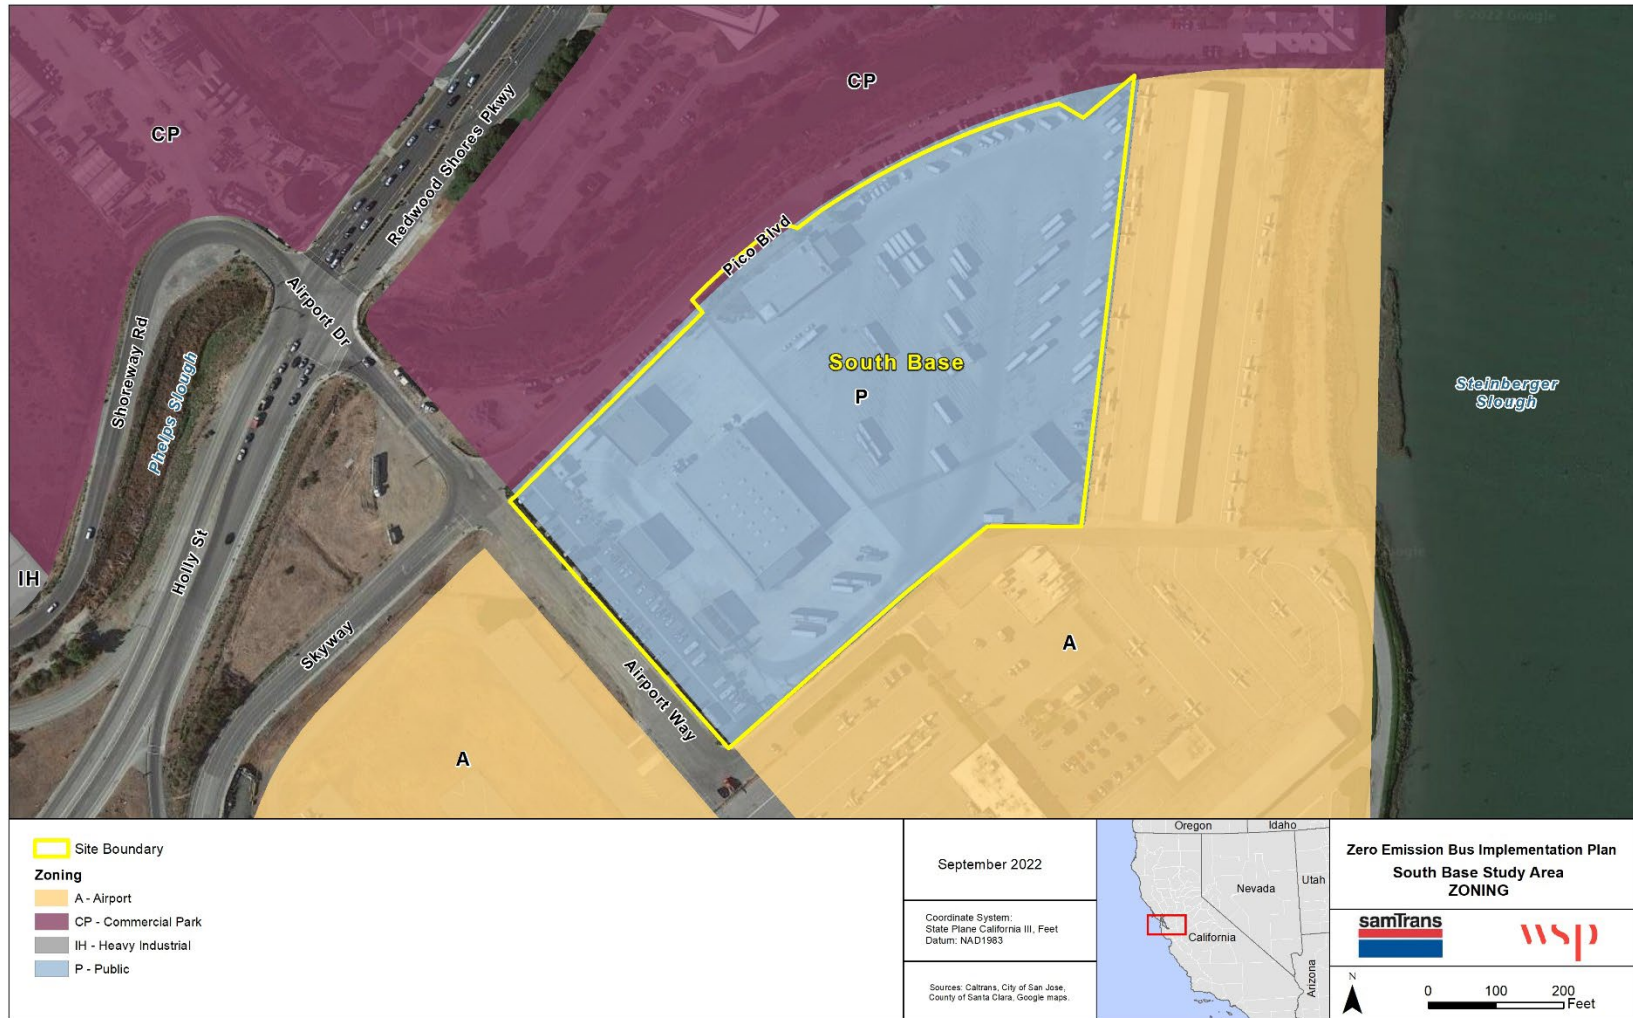 © 2022 Google
CP
CP
Redwood Shores Pkwy
Pico Blvd
Airport Dr
Shoreway Rd
Phelps Slough
South Base
P
Steinberger
Slough
Holly St
IH
Skyway
A
Airport Way
A
Google
Site Boundary
Zoning
A - Airport
CP - Commercial Park
IH - Heavy Industrial
P - Public
September 2022
Coordinate System:
State Plane California III, Feet
Datum: NAD1983
Sources: Caltrans, City of San Jose,
County of Santa Clara, Google maps.
Oregon
Idaho
Nevada
Utah
California
Arizona
Zero Emission Bus Implementation Plan
South Base Study Area
ZONING
samTrans
wsp
N
0 100 200
Feet